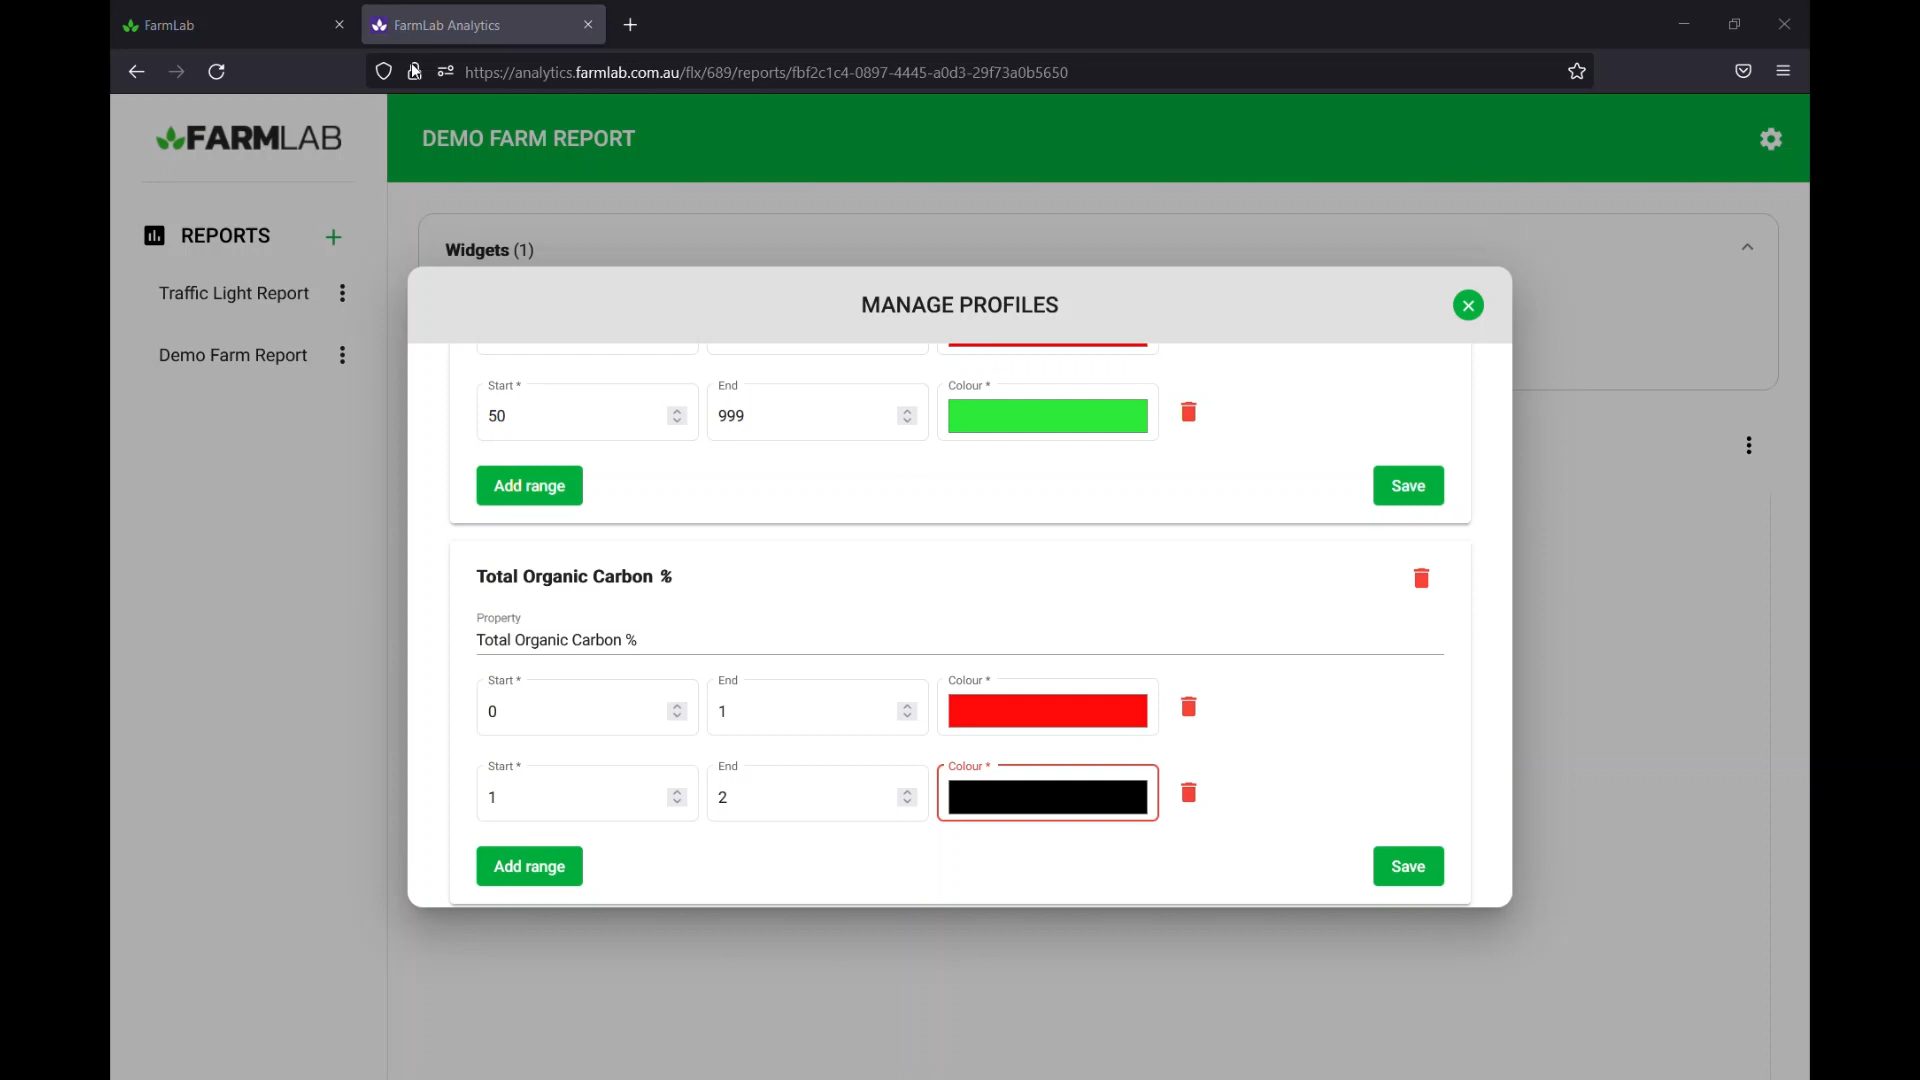 FarmLab
FarmLab Analytics
https://analytics.farmlab.com.au/flx/689/reports/fbf2c1c4-0897-4445-a0d3-29f73a0b5650
FARMLAB
DEMO FARM REPORT
REPORTS
Traffic Light Report
Demo Farm Report
Widgets (1)
MANAGE PROFILES
Start *
End
Colour *
50
999
Add range
Save
Total Organic Carbon %
Property
Total Organic Carbon %
Start *
End
Colour *
0
1
Start *
End
Colour *
1
2
Add range
Save